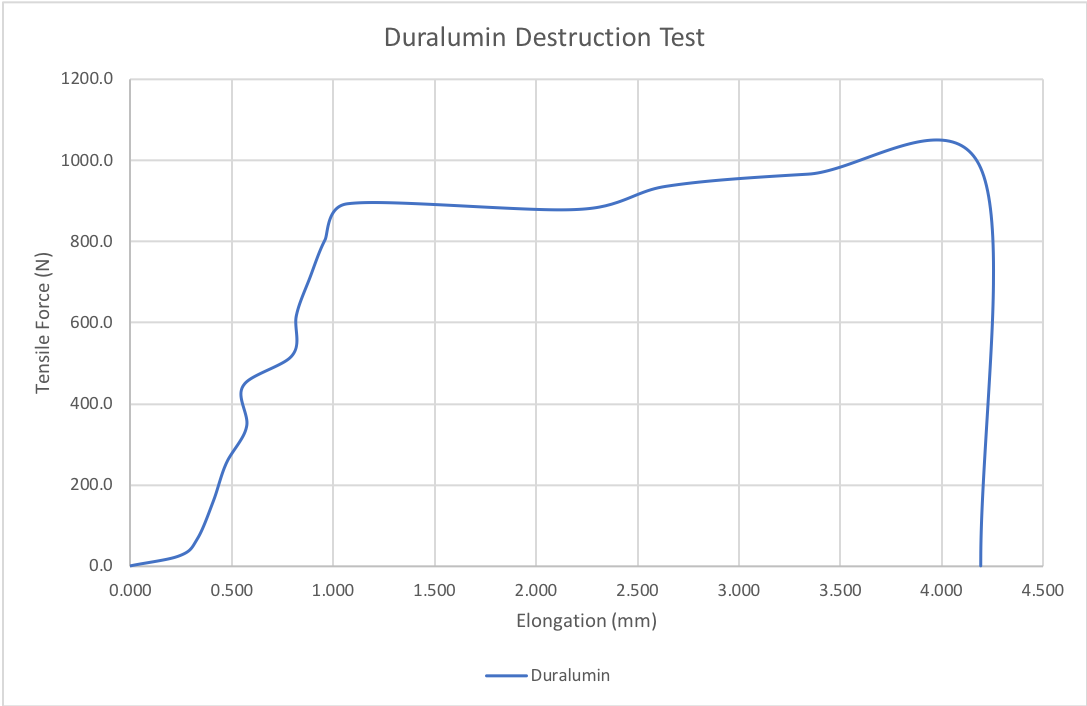 Duralumin Destruction Test
1200.0
1000.0
800.0
600.0
400.0
200.0
0.0
Tensile Force (N)
0.000 0.500 1.000 1.500 2.000 2.500 3.000 3.500 4.000 4.500
Elongation (mm)
Duralumin